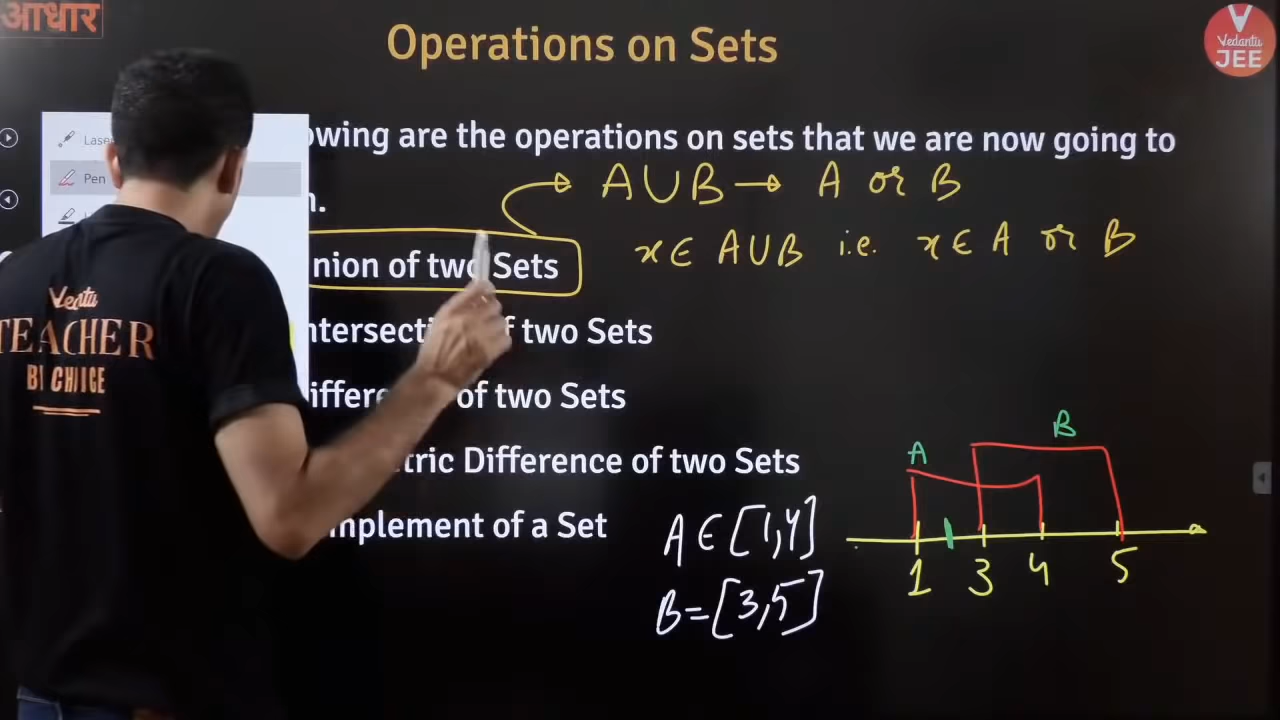 आधार
Operations on Sets
Vedantu
JEE
owing are the operations on sets that we are now going to
n.
Laser
Pen
A∪B → A or B
x ∈ A∪B i.e. x ∈ A or B
nion of two Sets
ntersecti f two Sets
iffere of two Sets
tric Difference of two Sets
mplement of a Set
A ∈ [1,4]
B = [3,5]
A B
1 3 4 5
Vedantu
TEACHER
BY CHOICE